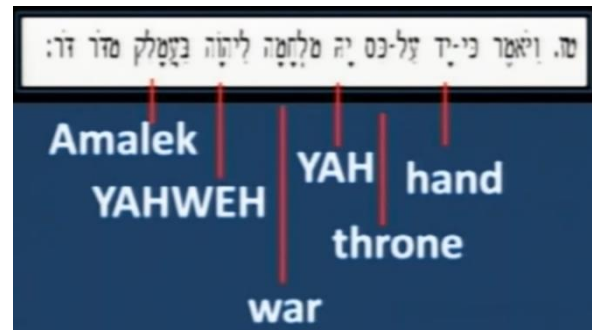 טז. וַיֹּאמֶר כִּי-יָד עַל-כֵּס יָהּ מִלְחָמָה לַיהוָֹה בַּעֲמָלֵק מִדֹּר דֹּר:
Amalek
YAH
hand
YAHWEH
throne
war